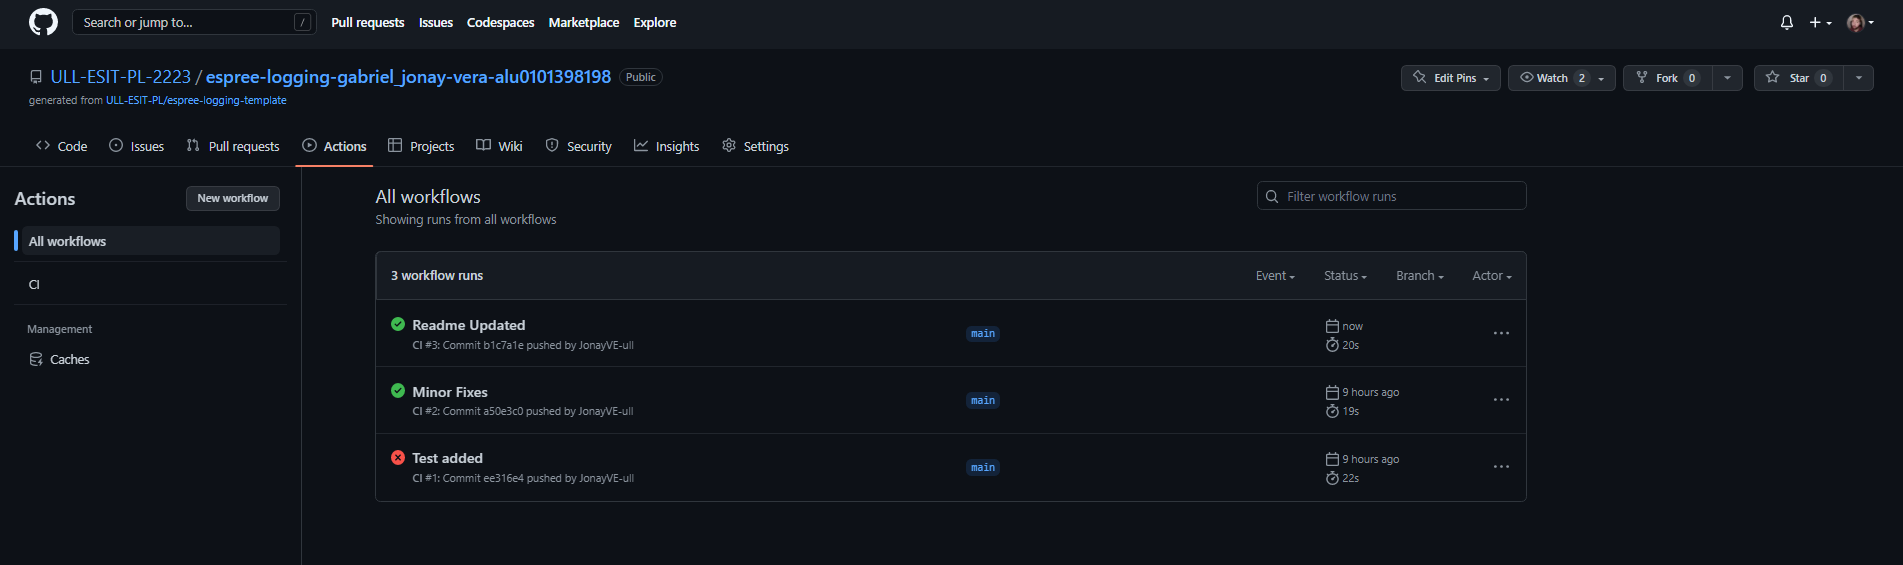 Search or jump to... /
Pull requests Issues Codespaces Marketplace Explore
ULL-ESIT-PL-2223 / espree-logging-gabriel_jonay-vera-alu0101398198 Public
Edit Pins Watch 2 Fork 0 Star 0
generated from ULL-ESIT-PL/espree-logging-template
Code Issues Pull requests Actions Projects Wiki Security Insights Settings
Actions
New workflow
All workflows
CI
Management
Caches
All workflows
Showing runs from all workflows
Filter workflow runs
3 workflow runs
Event Status Branch Actor
Readme Updated
CI #3: Commit b1c7a1e pushed by JonayVE-ull
main
now
20s
Minor Fixes
CI #2: Commit a50e3c0 pushed by JonayVE-ull
main
9 hours ago
19s
Test added
CI #1: Commit ee316e4 pushed by JonayVE-ull
main
9 hours ago
22s